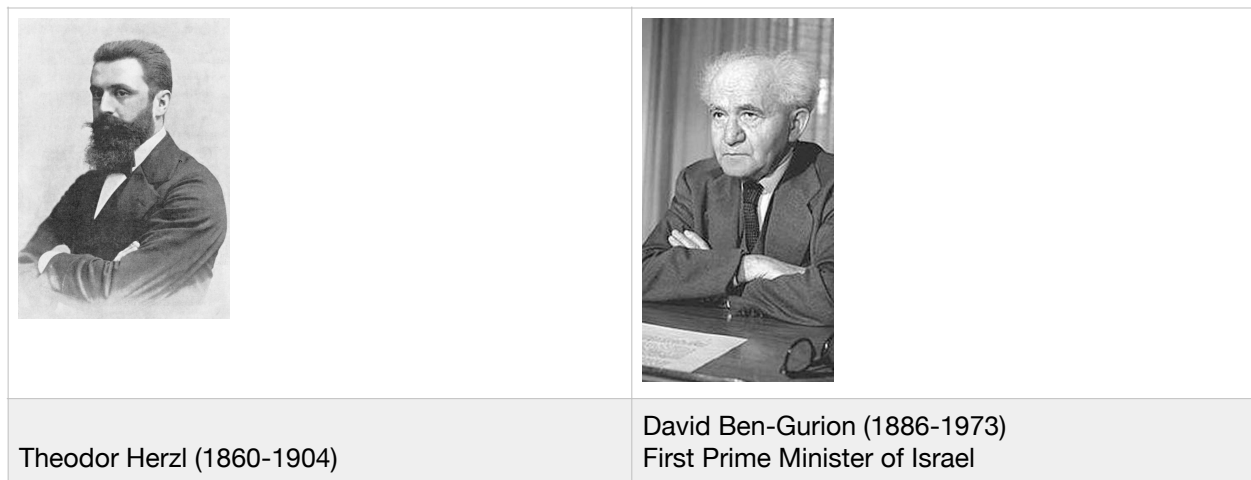 Theodor Herzl (1860-1904)
David Ben-Gurion (1886-1973)
First Prime Minister of Israel